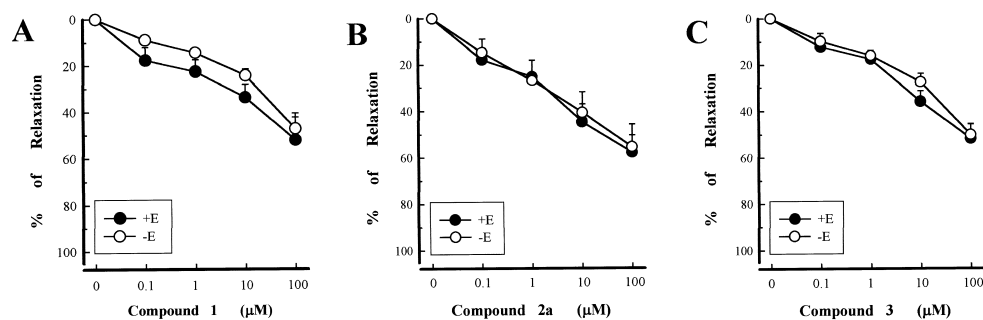 A
% of Relaxation
0
20
40
60
80
100
+E
-E
0 0.1 1 10 100
Compound 1 (μM)
B
% of Relaxation
0
20
40
60
80
100
+E
-E
0 0.1 1 10 100
Compound 2a (μM)
C
% of Relaxation
0
20
40
60
80
100
+E
-E
0 0.1 1 10 100
Compound 3 (μM)